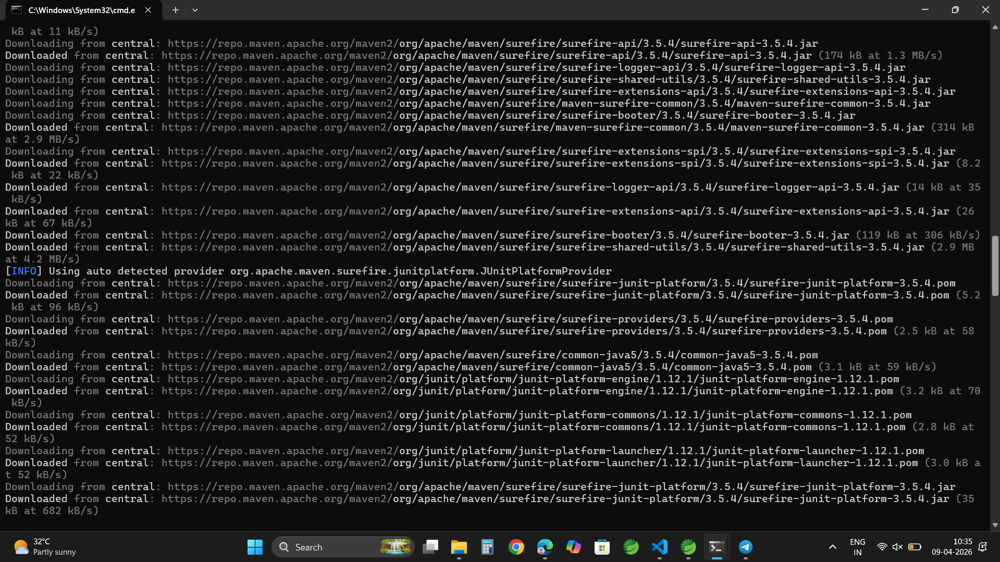 C:\Windows\System32\cmd.e
kB at 11 kB/s)
Downloading from central: https://repo.maven.apache.org/maven2/org/apache/maven/surefire/surefire-api/3.5.4/surefire-api-3.5.4.jar
Downloaded from central: https://repo.maven.apache.org/maven2/org/apache/maven/surefire/surefire-api/3.5.4/surefire-api-3.5.4.jar (174 kB at 1.3 MB/s)
Downloading from central: https://repo.maven.apache.org/maven2/org/apache/maven/surefire/surefire-logger-api/3.5.4/surefire-logger-api-3.5.4.jar
Downloading from central: https://repo.maven.apache.org/maven2/org/apache/maven/surefire/surefire-shared-utils/3.5.4/surefire-shared-utils-3.5.4.jar
Downloading from central: https://repo.maven.apache.org/maven2/org/apache/maven/surefire/surefire-extensions-api/3.5.4/surefire-extensions-api-3.5.4.jar
Downloading from central: https://repo.maven.apache.org/maven2/org/apache/maven/surefire/maven-surefire-common/3.5.4/maven-surefire-common-3.5.4.jar
Downloading from central: https://repo.maven.apache.org/maven2/org/apache/maven/surefire/surefire-booter/3.5.4/surefire-booter-3.5.4.jar
Downloaded from central: https://repo.maven.apache.org/maven2/org/apache/maven/surefire/maven-surefire-common/3.5.4/maven-surefire-common-3.5.4.jar (314 kB
at 2.9 MB/s)
Downloading from central: https://repo.maven.apache.org/maven2/org/apache/maven/surefire/surefire-extensions-spi/3.5.4/surefire-extensions-spi-3.5.4.jar
Downloaded from central: https://repo.maven.apache.org/maven2/org/apache/maven/surefire/surefire-extensions-spi/3.5.4/surefire-extensions-spi-3.5.4.jar (8.2
kB at 22 kB/s)
Downloaded from central: https://repo.maven.apache.org/maven2/org/apache/maven/surefire/surefire-logger-api/3.5.4/surefire-logger-api-3.5.4.jar (14 kB at 35
kB/s)
Downloaded from central: https://repo.maven.apache.org/maven2/org/apache/maven/surefire/surefire-extensions-api/3.5.4/surefire-extensions-api-3.5.4.jar (26
kB at 67 kB/s)
Downloaded from central: https://repo.maven.apache.org/maven2/org/apache/maven/surefire/surefire-booter/3.5.4/surefire-booter-3.5.4.jar (119 kB at 306 kB/s)
Downloaded from central: https://repo.maven.apache.org/maven2/org/apache/maven/surefire/surefire-shared-utils/3.5.4/surefire-shared-utils-3.5.4.jar (2.9 MB
at 4.2 MB/s)
[INFO] Using auto detected provider org.apache.maven.surefire.junitplatform.JUnitPlatformProvider
Downloading from central: https://repo.maven.apache.org/maven2/org/apache/maven/surefire/surefire-junit-platform/3.5.4/surefire-junit-platform-3.5.4.pom
Downloaded from central: https://repo.maven.apache.org/maven2/org/apache/maven/surefire/surefire-junit-platform/3.5.4/surefire-junit-platform-3.5.4.pom (5.2
kB at 96 kB/s)
Downloading from central: https://repo.maven.apache.org/maven2/org/apache/maven/surefire/surefire-providers/3.5.4/surefire-providers-3.5.4.pom
Downloaded from central: https://repo.maven.apache.org/maven2/org/apache/maven/surefire/surefire-providers/3.5.4/surefire-providers-3.5.4.pom (2.5 kB at 58
kB/s)
Downloading from central: https://repo.maven.apache.org/maven2/org/apache/maven/surefire/common-java5/3.5.4/common-java5-3.5.4.pom
Downloaded from central: https://repo.maven.apache.org/maven2/org/apache/maven/surefire/common-java5/3.5.4/common-java5-3.5.4.pom (3.1 kB at 59 kB/s)
Downloading from central: https://repo.maven.apache.org/maven2/org/junit/platform/junit-platform-engine/1.12.1/junit-platform-engine-1.12.1.pom
Downloaded from central: https://repo.maven.apache.org/maven2/org/junit/platform/junit-platform-engine/1.12.1/junit-platform-engine-1.12.1.pom (3.2 kB at 70
kB/s)
Downloading from central: https://repo.maven.apache.org/maven2/org/junit/platform/junit-platform-commons/1.12.1/junit-platform-commons-1.12.1.pom
Downloaded from central: https://repo.maven.apache.org/maven2/org/junit/platform/junit-platform-commons/1.12.1/junit-platform-commons-1.12.1.pom (2.8 kB at
52 kB/s)
Downloading from central: https://repo.maven.apache.org/maven2/org/junit/platform/junit-platform-launcher/1.12.1/junit-platform-launcher-1.12.1.pom
Downloaded from central: https://repo.maven.apache.org/maven2/org/junit/platform/junit-platform-launcher/1.12.1/junit-platform-launcher-1.12.1.pom (3.0 kB a
t 52 kB/s)
Downloading from central: https://repo.maven.apache.org/maven2/org/apache/maven/surefire/surefire-junit-platform/3.5.4/surefire-junit-platform-3.5.4.jar
Downloaded from central: https://repo.maven.apache.org/maven2/org/apache/maven/surefire/surefire-junit-platform/3.5.4/surefire-junit-platform-3.5.4.jar (35
kB at 682 kB/s)
32°C
Partly sunny
Search
ENG
IN
10:35
09-04-2026